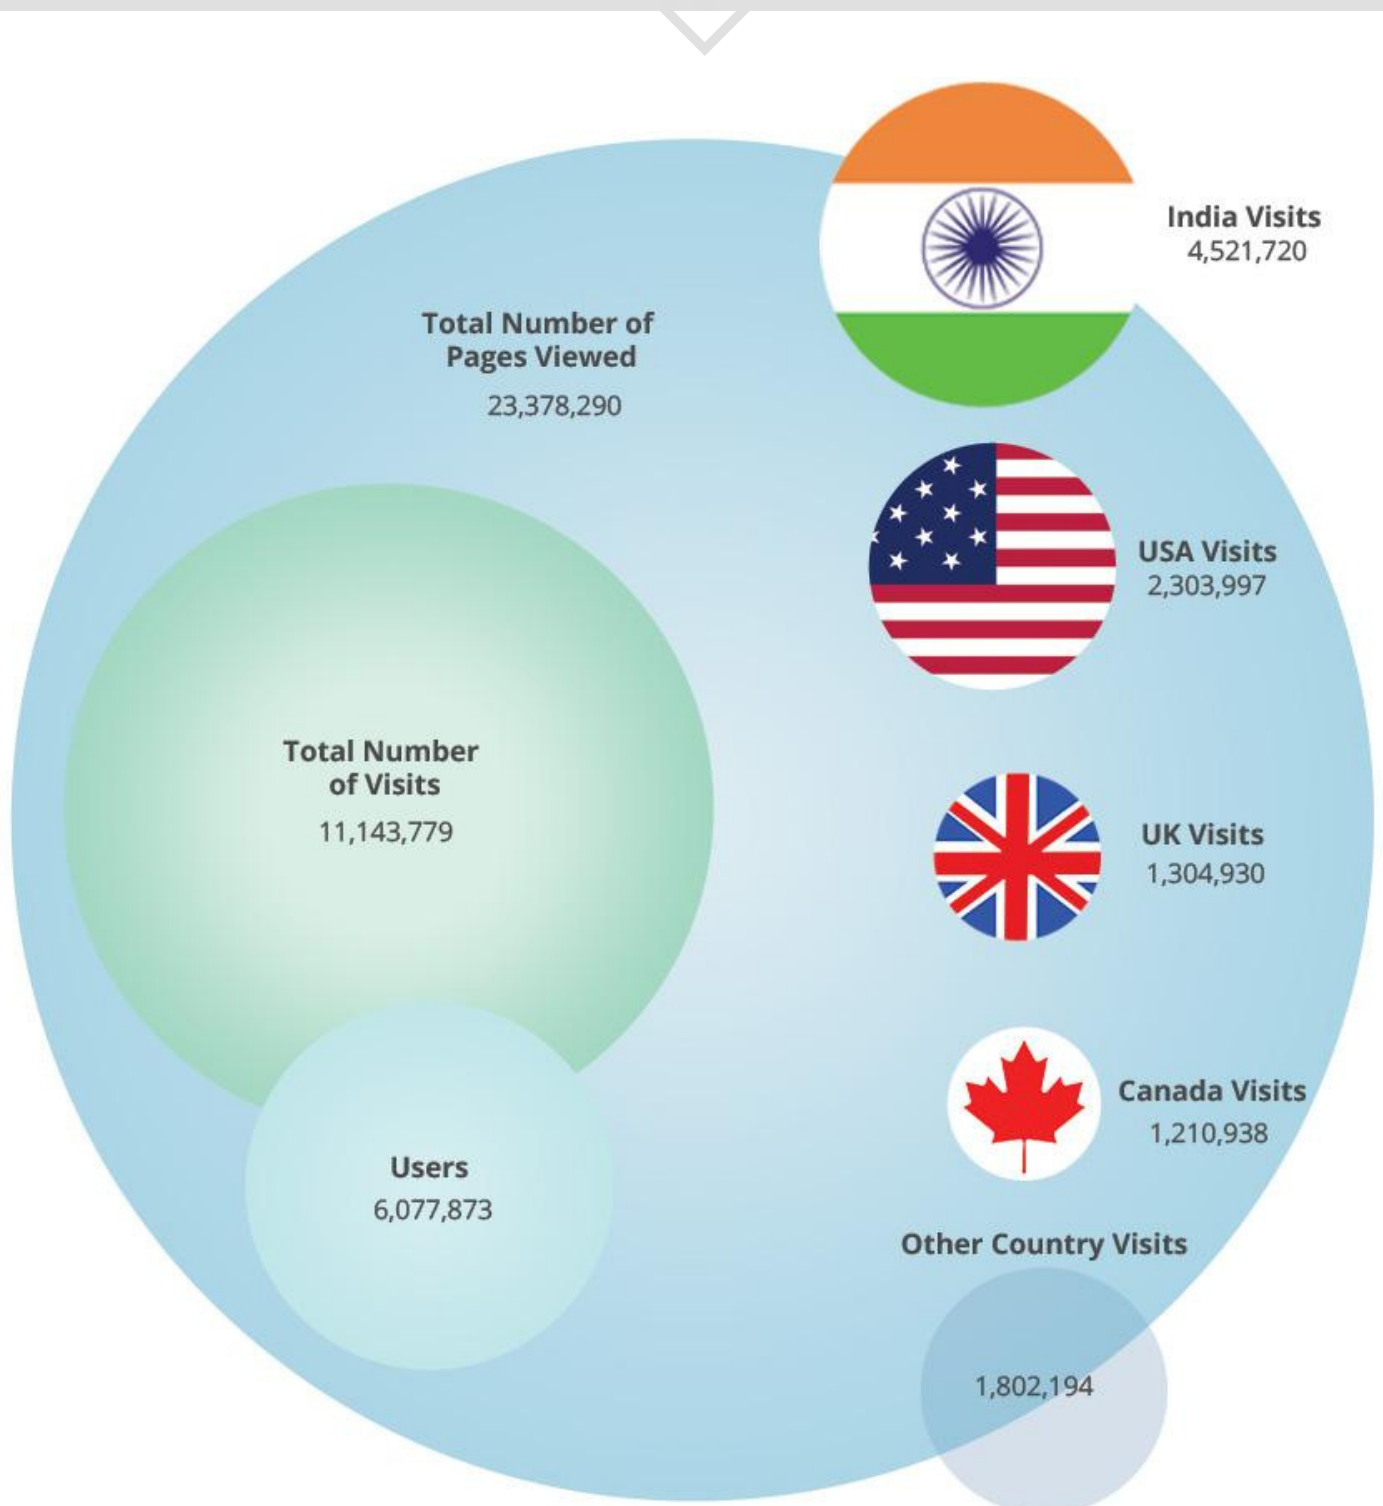 India Visits
4,521,720
Total Number of
Pages Viewed
23,378,290
USA Visits
2,303,997
Total Number
of Visits
11,143,779
UK Visits
1,304,930
Canada Visits
1,210,938
Users
6,077,873
Other Country Visits
1,802,194